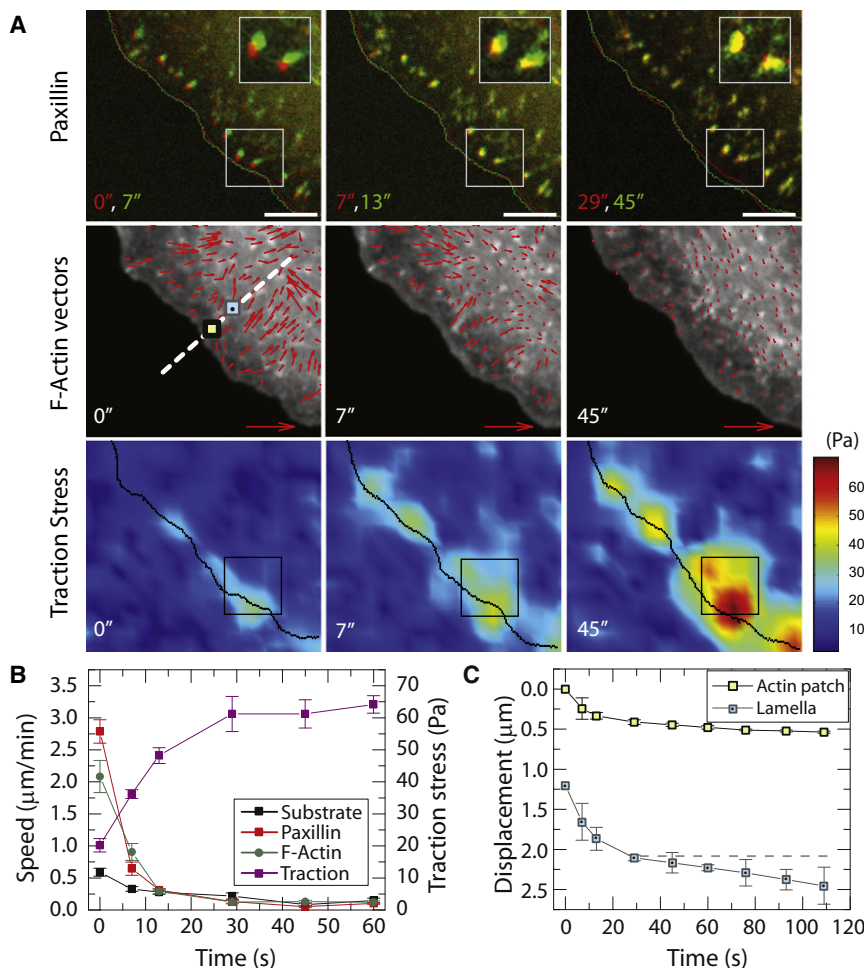 A
Paxillin
0″, 7″
7″, 13″
29″, 45″
F-Actin vectors
0″
7″
45″
Traction Stress
0″
7″
45″
(Pa)
70
60
50
40
30
20
10
B
Speed (μm/min)
3.5
3.0
2.5
2.0
1.5
1.0
0.5
0.0
70
60
50
40
30
20
10
0
Traction stress (Pa)
Substrate
Paxillin
F-Actin
Traction
0 10 20 30 40 50 60
Time (s)
C
Displacement (μm)
0.0
0.5
1.0
1.5
2.0
2.5
Actin patch
Lamella
0 20 40 60 80 100 120
Time (s)